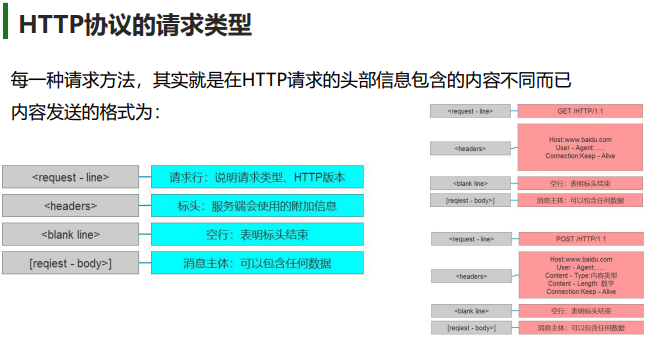 HTTP协议的请求类型
每一种请求方法，其实就是在HTTP请求的头部信息包含的内容不同而已
内容发送的格式为：
<request - line> 请求行：说明请求类型、HTTP版本
<headers> 标头：服务端会使用的附加信息
<blank line> 空行：表明标头结束
[reqiest - body>] 消息主体：可以包含任何数据
<request - line> GET /HTTP/1.1
<headers>
Host:www.baidu.com
User - Agent:.....
Connection:Keep - Alive
<blank line> 空行：表明标头结束
[reqiest - body>] 消息主体：可以包含任何数据
<request - line> POST /HTTP/1.1
<headers>
Host:www.baidu.com
User - Agent:.....
Content - Type:内容类型
Content - Length: 数字
Connection:Keep - Alive
<blank line> 空行：表明标头结束
[reqiest - body>] 消息主体：可以包含任何数据